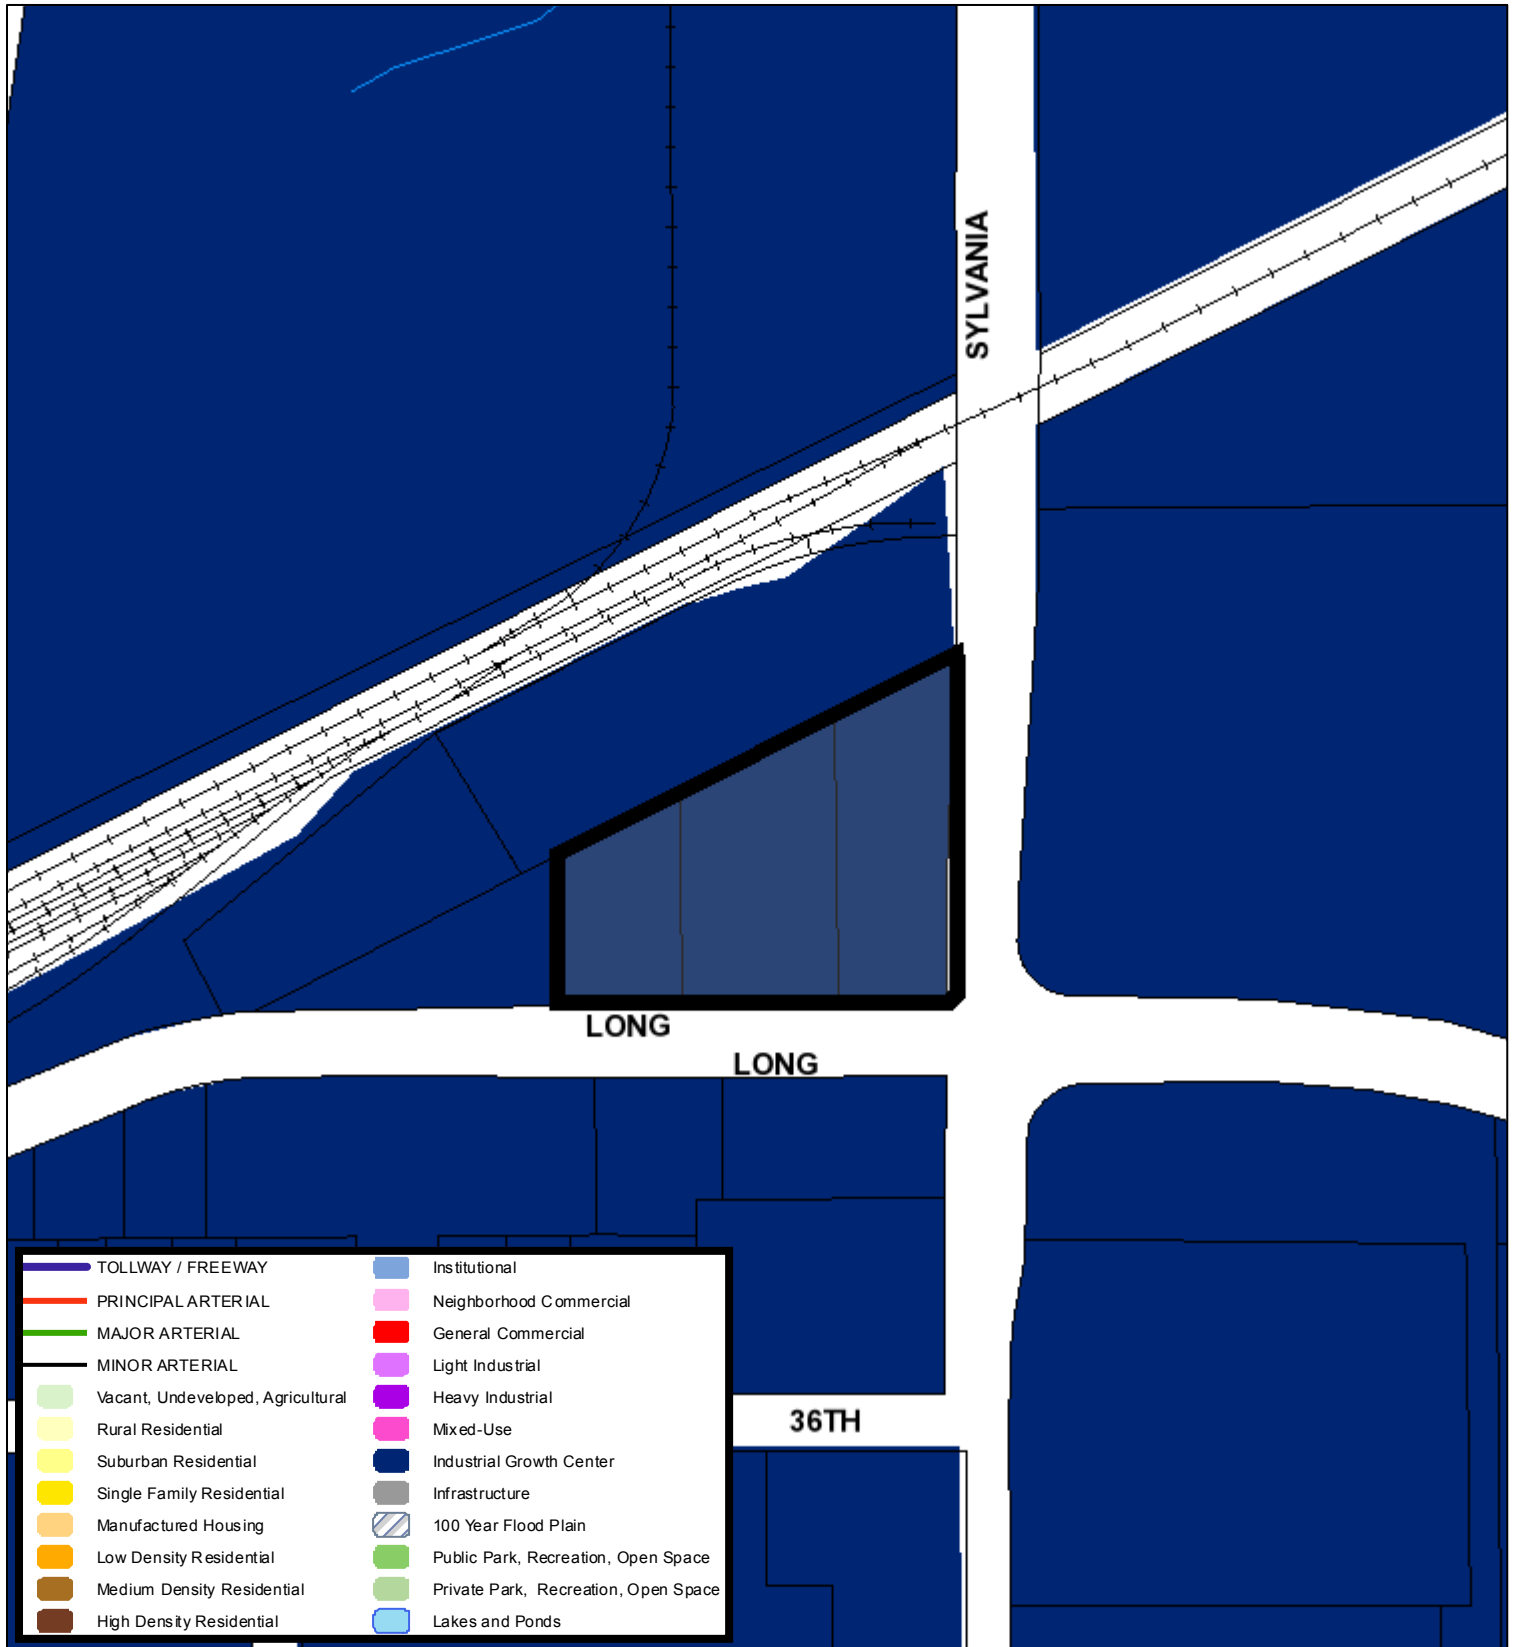 SYLVANIA
LONG
LONG
36TH
TOLLWAY / FREEWAY
PRINCIPAL ARTERIAL
MAJOR ARTERIAL
MINOR ARTERIAL
Vacant, Undeveloped, Agricultural
Rural Residential
Suburban Residential
Single Family Residential
Manufactured Housing
Low Density Residential
Medium Density Residential
High Density Residential
Institutional
Neighborhood Commercial
General Commercial
Light Industrial
Heavy Industrial
Mixed-Use
Industrial Growth Center
Infrastructure
100 Year Flood Plain
Public Park, Recreation, Open Space
Private Park, Recreation, Open Space
Lakes and Ponds